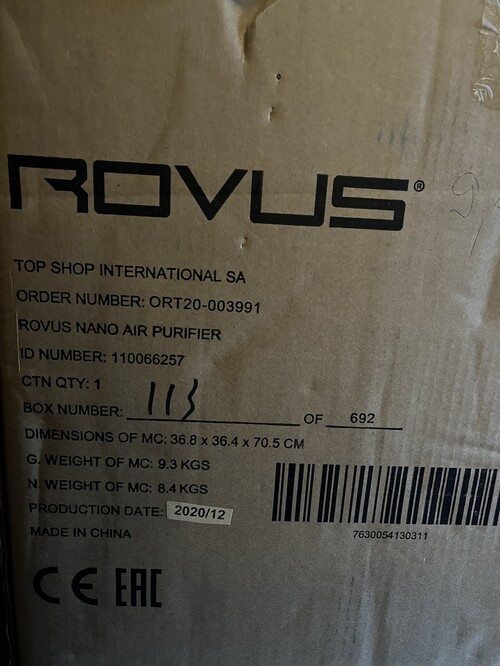 ROVUS®
TOP SHOP INTERNATIONAL SA
ORDER NUMBER: ORT20-003991
ROVUS NANO AIR PURIFIER
ID NUMBER: 110066257
CTN QTY: 1
BOX NUMBER: 113 OF 692
DIMENSIONS OF MC: 36.8 x 36.4 x 70.5 CM
G. WEIGHT OF MC: 9.3 KGS
N. WEIGHT OF MC: 8.4 KGS
PRODUCTION DATE: 2020/12
MADE IN CHINA
7630054130311
CE EAC